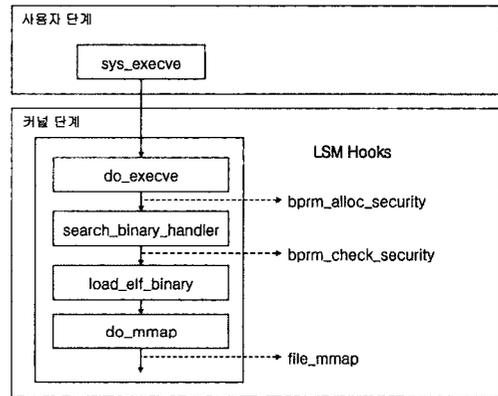 사용자 단계
sys_execve
커널 단계
LSM Hooks
do_execve
bprm_alloc_security
search_binary_handler
bprm_check_security
load_elf_binary
do_mmap
file_mmap